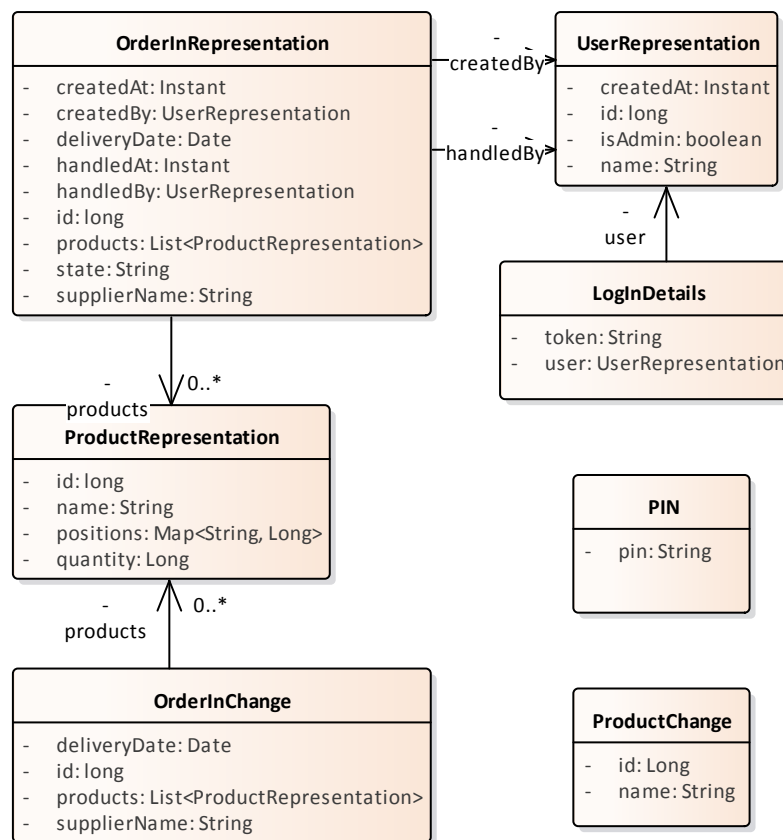 OrderInRepresentation
- createdAt: Instant
- createdBy: UserRepresentation
- deliveryDate: Date
- handledAt: Instant
- handledBy: UserRepresentation
- id: long
- products: List<ProductRepresentation>
- state: String
- supplierName: String
-
createdBy
-
handledBy
UserRepresentation
- createdAt: Instant
- id: long
- isAdmin: boolean
- name: String
-
user
LogInDetails
- token: String
- user: UserRepresentation
-
products
0..*
ProductRepresentation
- id: long
- name: String
- positions: Map<String, Long>
- quantity: Long
PIN
- pin: String
-
products
0..*
OrderInChange
- deliveryDate: Date
- id: long
- products: List<ProductRepresentation>
- supplierName: String
ProductChange
- id: Long
- name: String